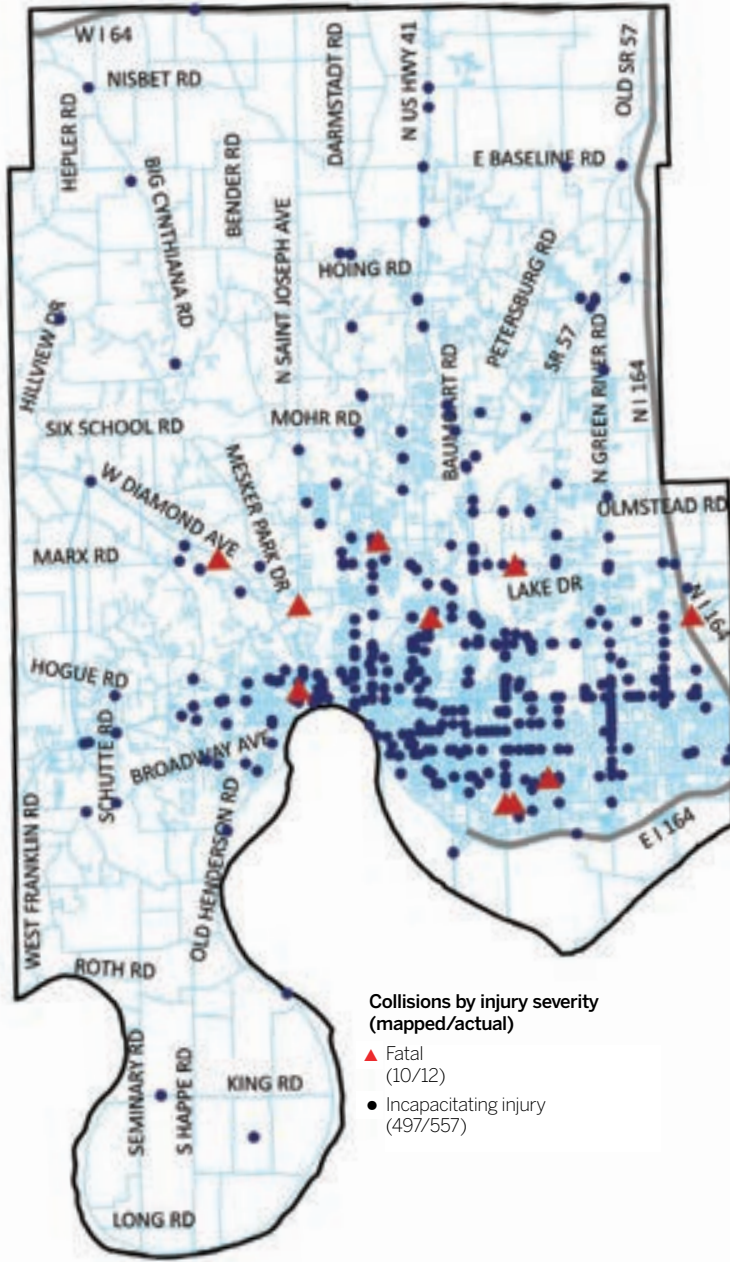 W I 64
NISBET RD
HEPLER RD
BIG CYNTHIANA RD
BENDER RD
DARMSTADT RD
N US HWY 41
OLD SR 57
E BASELINE RD
N SAINT JOSEPH AVE
HOING RD
PETERSBURG RD
SR 57
HILLVIEW DR
N GREEN RIVER RD
N I 164
BAUMGART RD
SIX SCHOOL RD
MOHR RD
MESKER PARK DR
W DIAMOND AVE
OLMSTEAD RD
MARX RD
LAKE DR
N I 164
HOGUE RD
SCHUTTE RD
BROADWAY AVE
WEST FRANKLIN RD
OLD HENDERSON RD
E I 164
ROTH RD
SEMINARY RD
S HAPPE RD
KING RD
LONG RD
Collisions by injury severity
(mapped/actual)
Fatal
(10/12)
Incapacitating injury
(497/557)